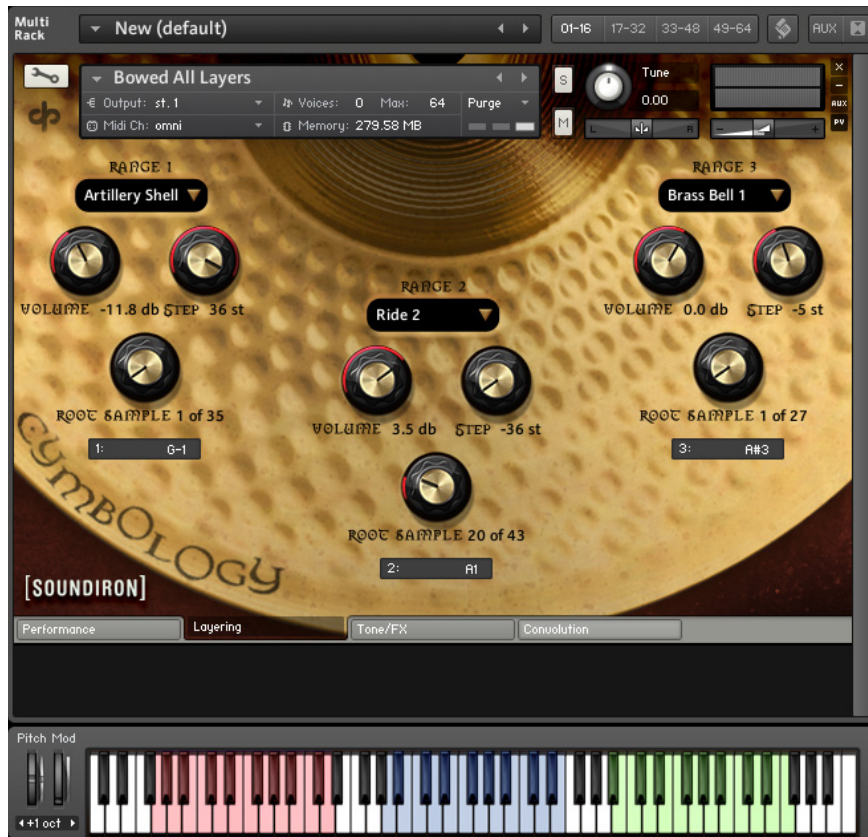 Multi Rack
New (default)
01-16 17-32 33-48 49-64
AUX
Bowed All Layers
Output: st. 1
Voices: 0 Max: 64
Purge
Midi Ch: omni
Memory: 279.58 MB
S
M
Tune
0.00
L R
- +
×
-
AUX
PV
RANGE 1
Artillery Shell
VOLUME -11.8 db STEP 36 st
ROOT SAMPLE 1 of 35
1: G-1
RANGE 2
Ride 2
VOLUME 3.5 db STEP -36 st
ROOT SAMPLE 20 of 43
2: A1
RANGE 3
Brass Bell 1
VOLUME 0.0 db STEP -5 st
ROOT SAMPLE 1 of 27
3: A#3
CYMBOLOGY
[SOUNDIRON]
Performance Layering Tone/FX Convolution
Pitch Mod
+1 oct